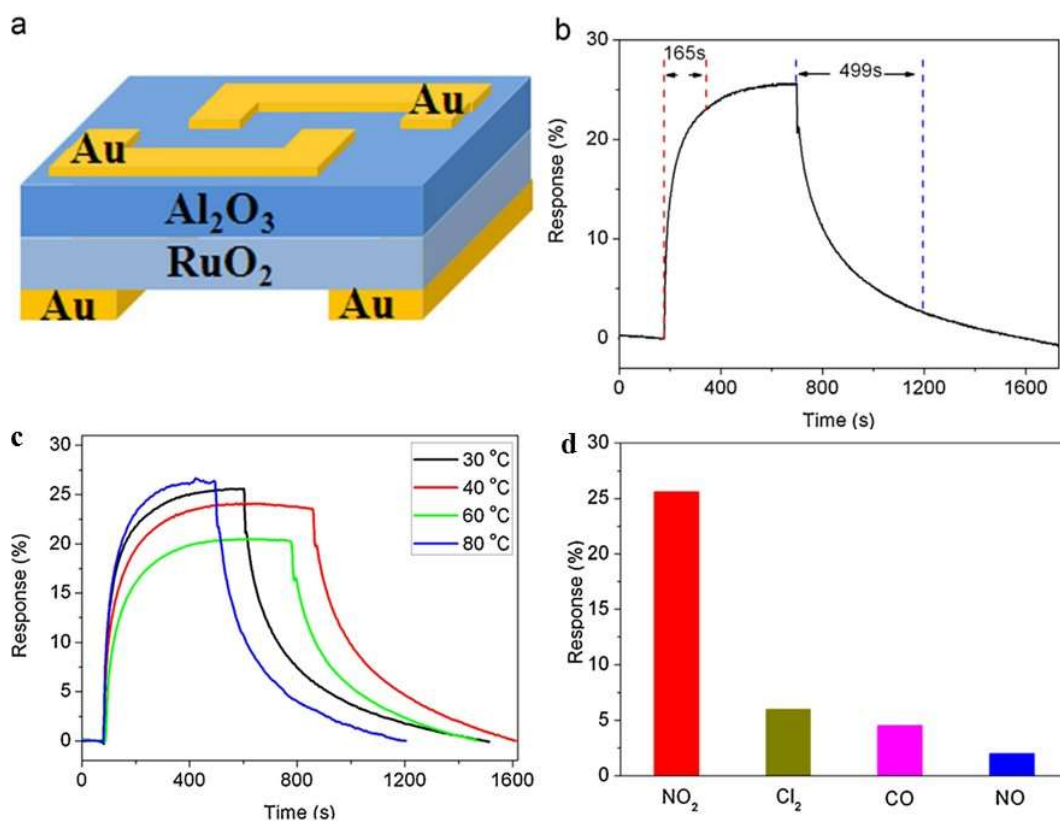 a
Au
Au
Al₂O₃
RuO₂
Au
Au
b
30
20
10
0
Response (%)
165s
499s
0
400
800
1200
1600
Time (s)
c
30
25
20
15
10
5
0
Response (%)
30 °C
40 °C
60 °C
80 °C
0
400
800
1200
1600
Time (s)
d
30
25
20
15
10
5
0
Response (%)
NO₂
Cl₂
CO
NO